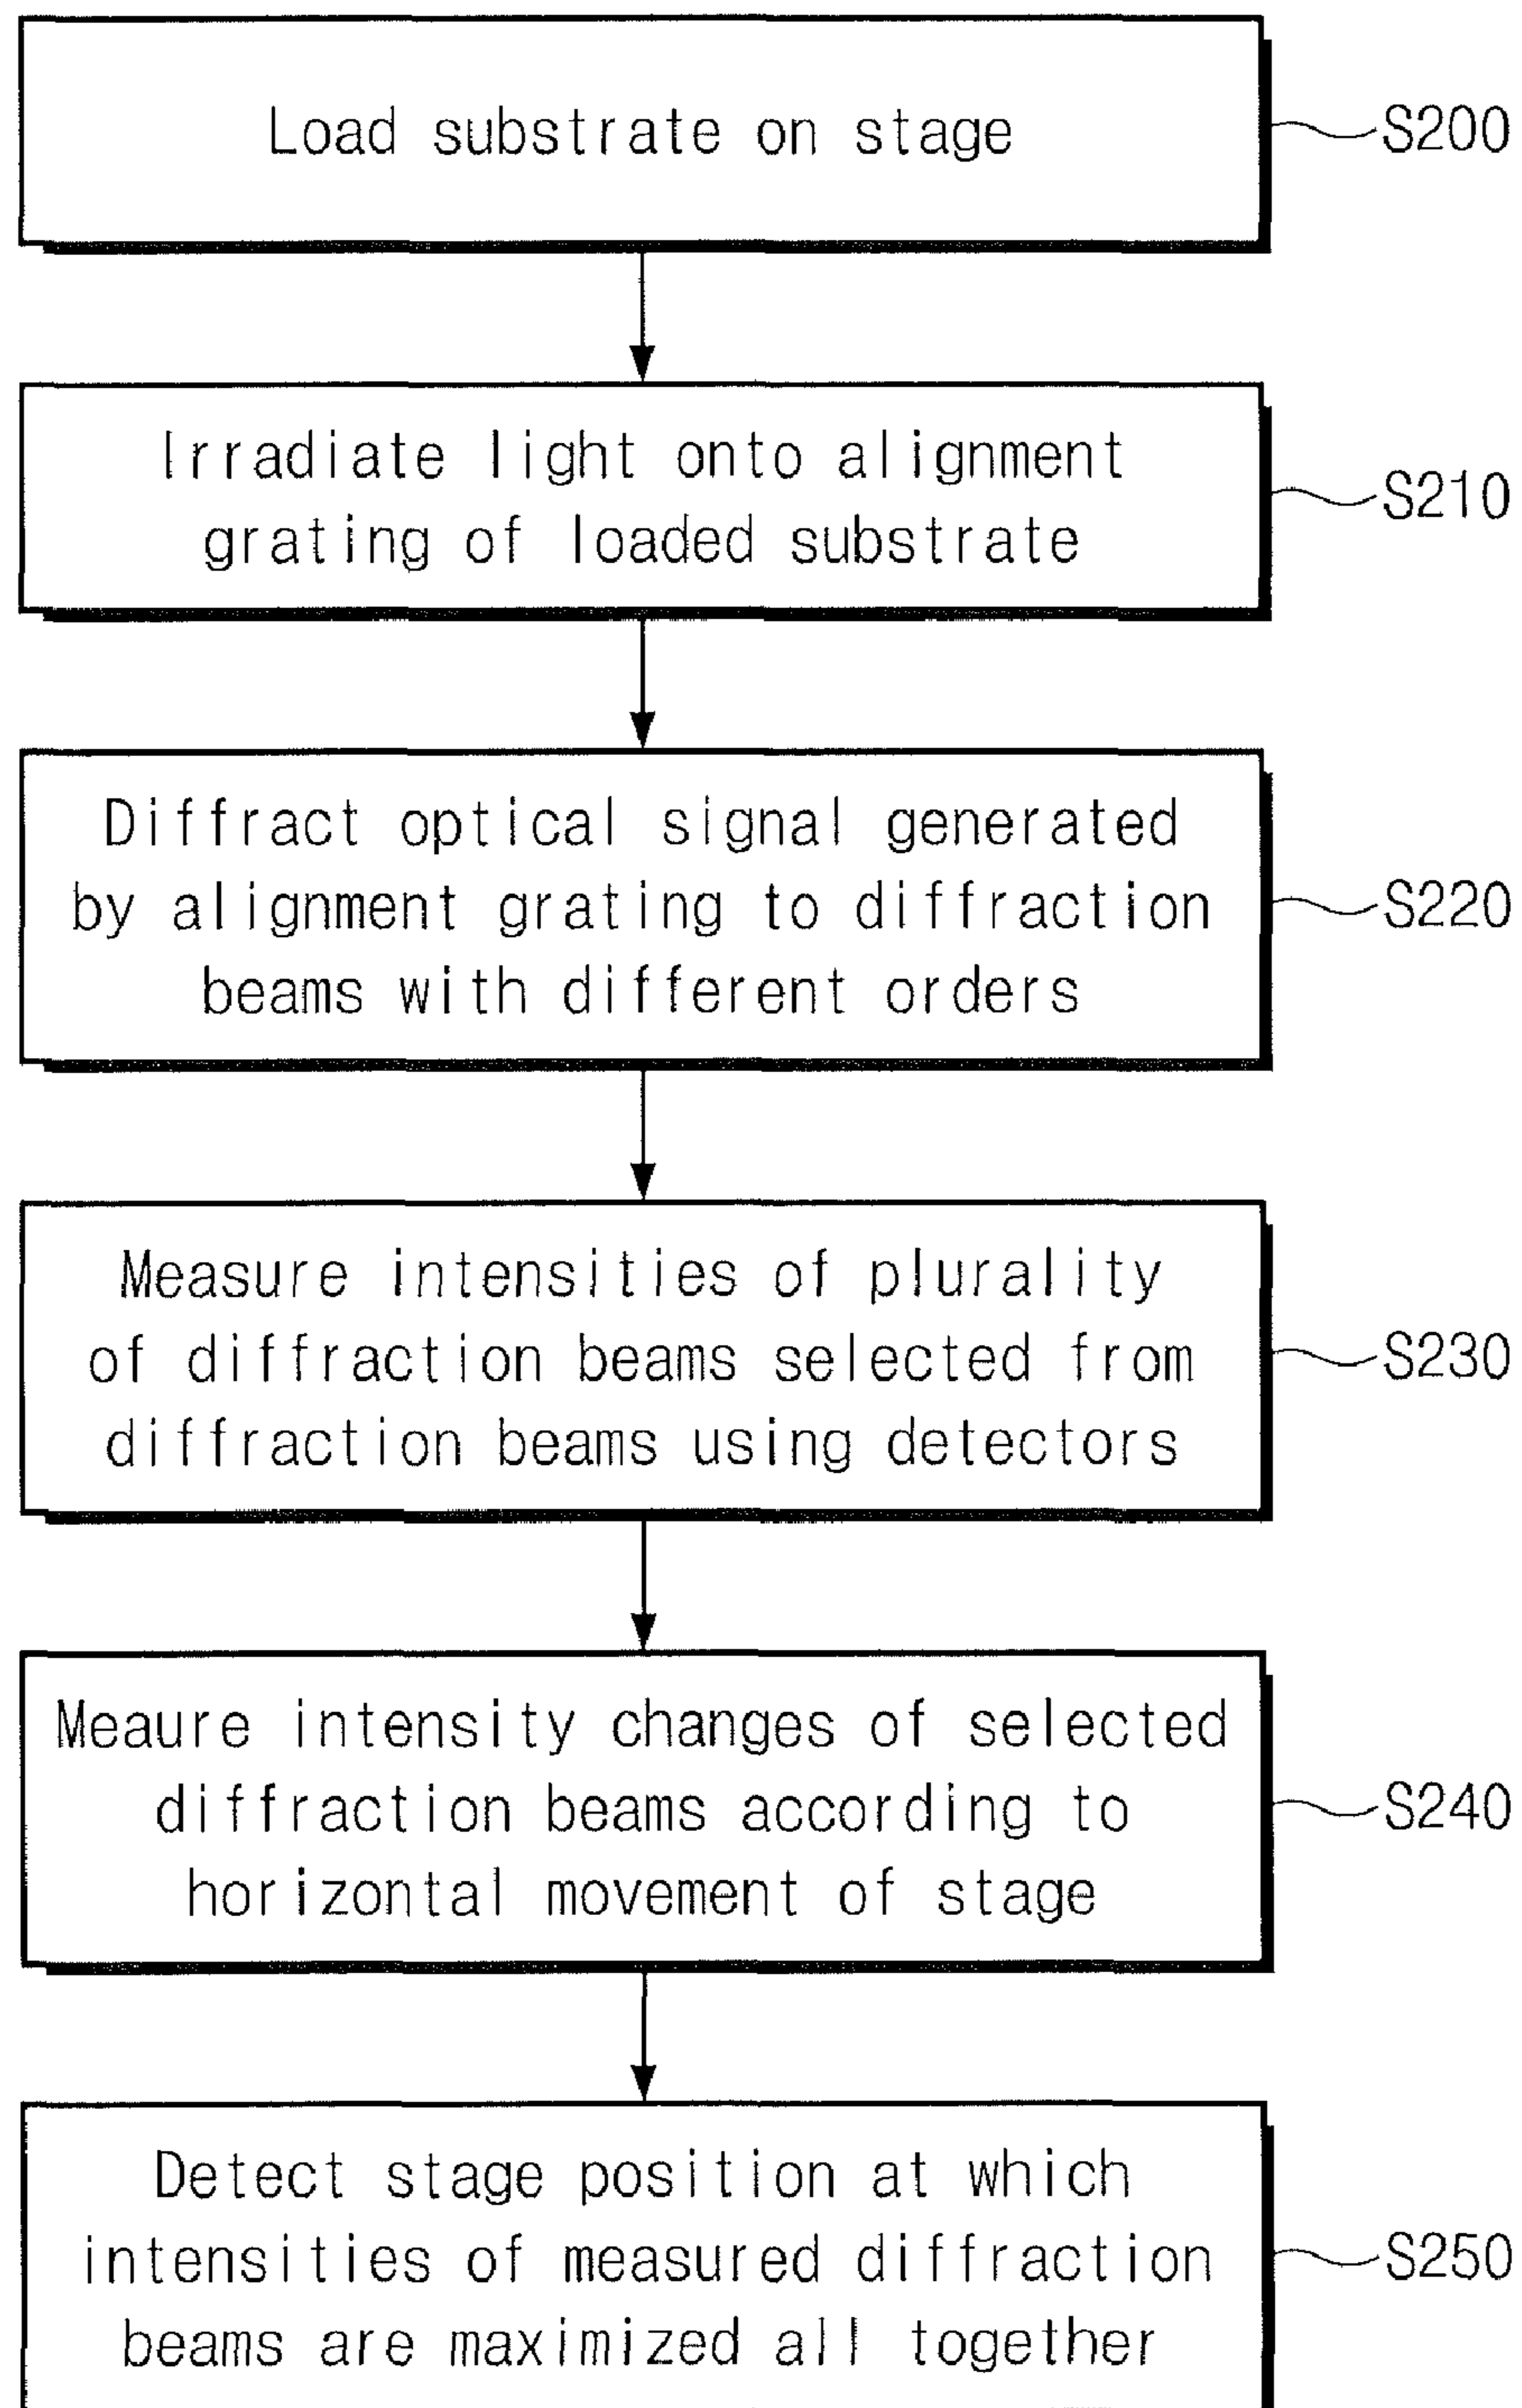 Load substrate on stage
S200
Irradiate light onto alignment
grating of loaded substrate
S210
Diffract optical signal generated
by alignment grating to diffraction
beams with different orders
S220
Measure intensities of plurality
of diffraction beams selected from
diffraction beams using detectors
S230
Meaure intensity changes of selected
diffraction beams according to
horizontal movement of stage
S240
Detect stage position at which
intensities of measured diffraction
beams are maximized all together
S250